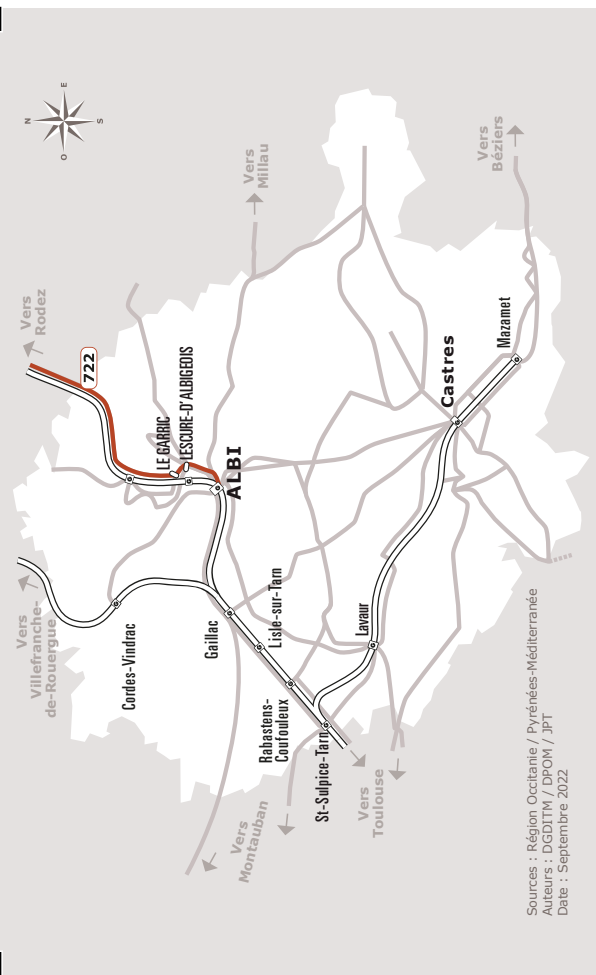 N
O
E
S
Vers
Villefranche-
de-Rouergue
Vers
Rodez
722
Cordes-Vindrac
LE GARRIC
LESCURE-D'ALBIGEOIS
Gaillac
ALBI
Vers
Montauban
Vers
Millau
Lisle-sur-Tarn
Rabastens-
Coufouleux
St-Sulpice-Tarn
Vers
Toulouse
Lavaur
Castres
Vers
Béziers
Mazamet
Sources : Région Occitanie / Pyrénées-Méditerranée
Auteurs : DGDITM / DPOM / JPT
Date : Septembre 2022